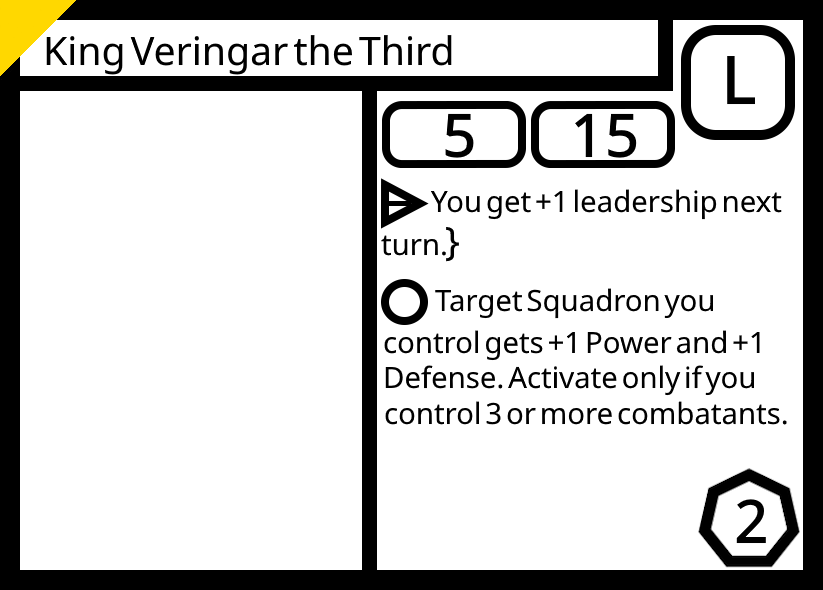 King Veringar the Third
L
5 15
You get +1 leadership next
turn.}
Target Squadron you
control gets +1 Power and +1
Defense. Activate only if you
control 3 or more combatants.
2